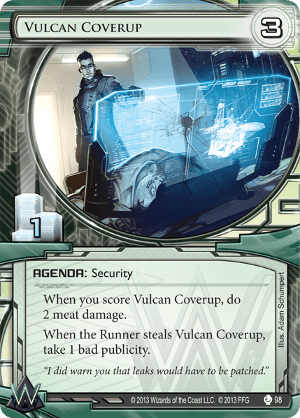 Vulcan Coverup
3
1
AGENDA: Security
When you score Vulcan Coverup, do
2 meat damage.
When the Runner steals Vulcan Coverup,
take 1 bad publicity.
"I did warn you that leaks would have to be patched."
Illus. Adam Schumpert
© 2013 Wizards of the Coast LLC. © 2013 FFG
98